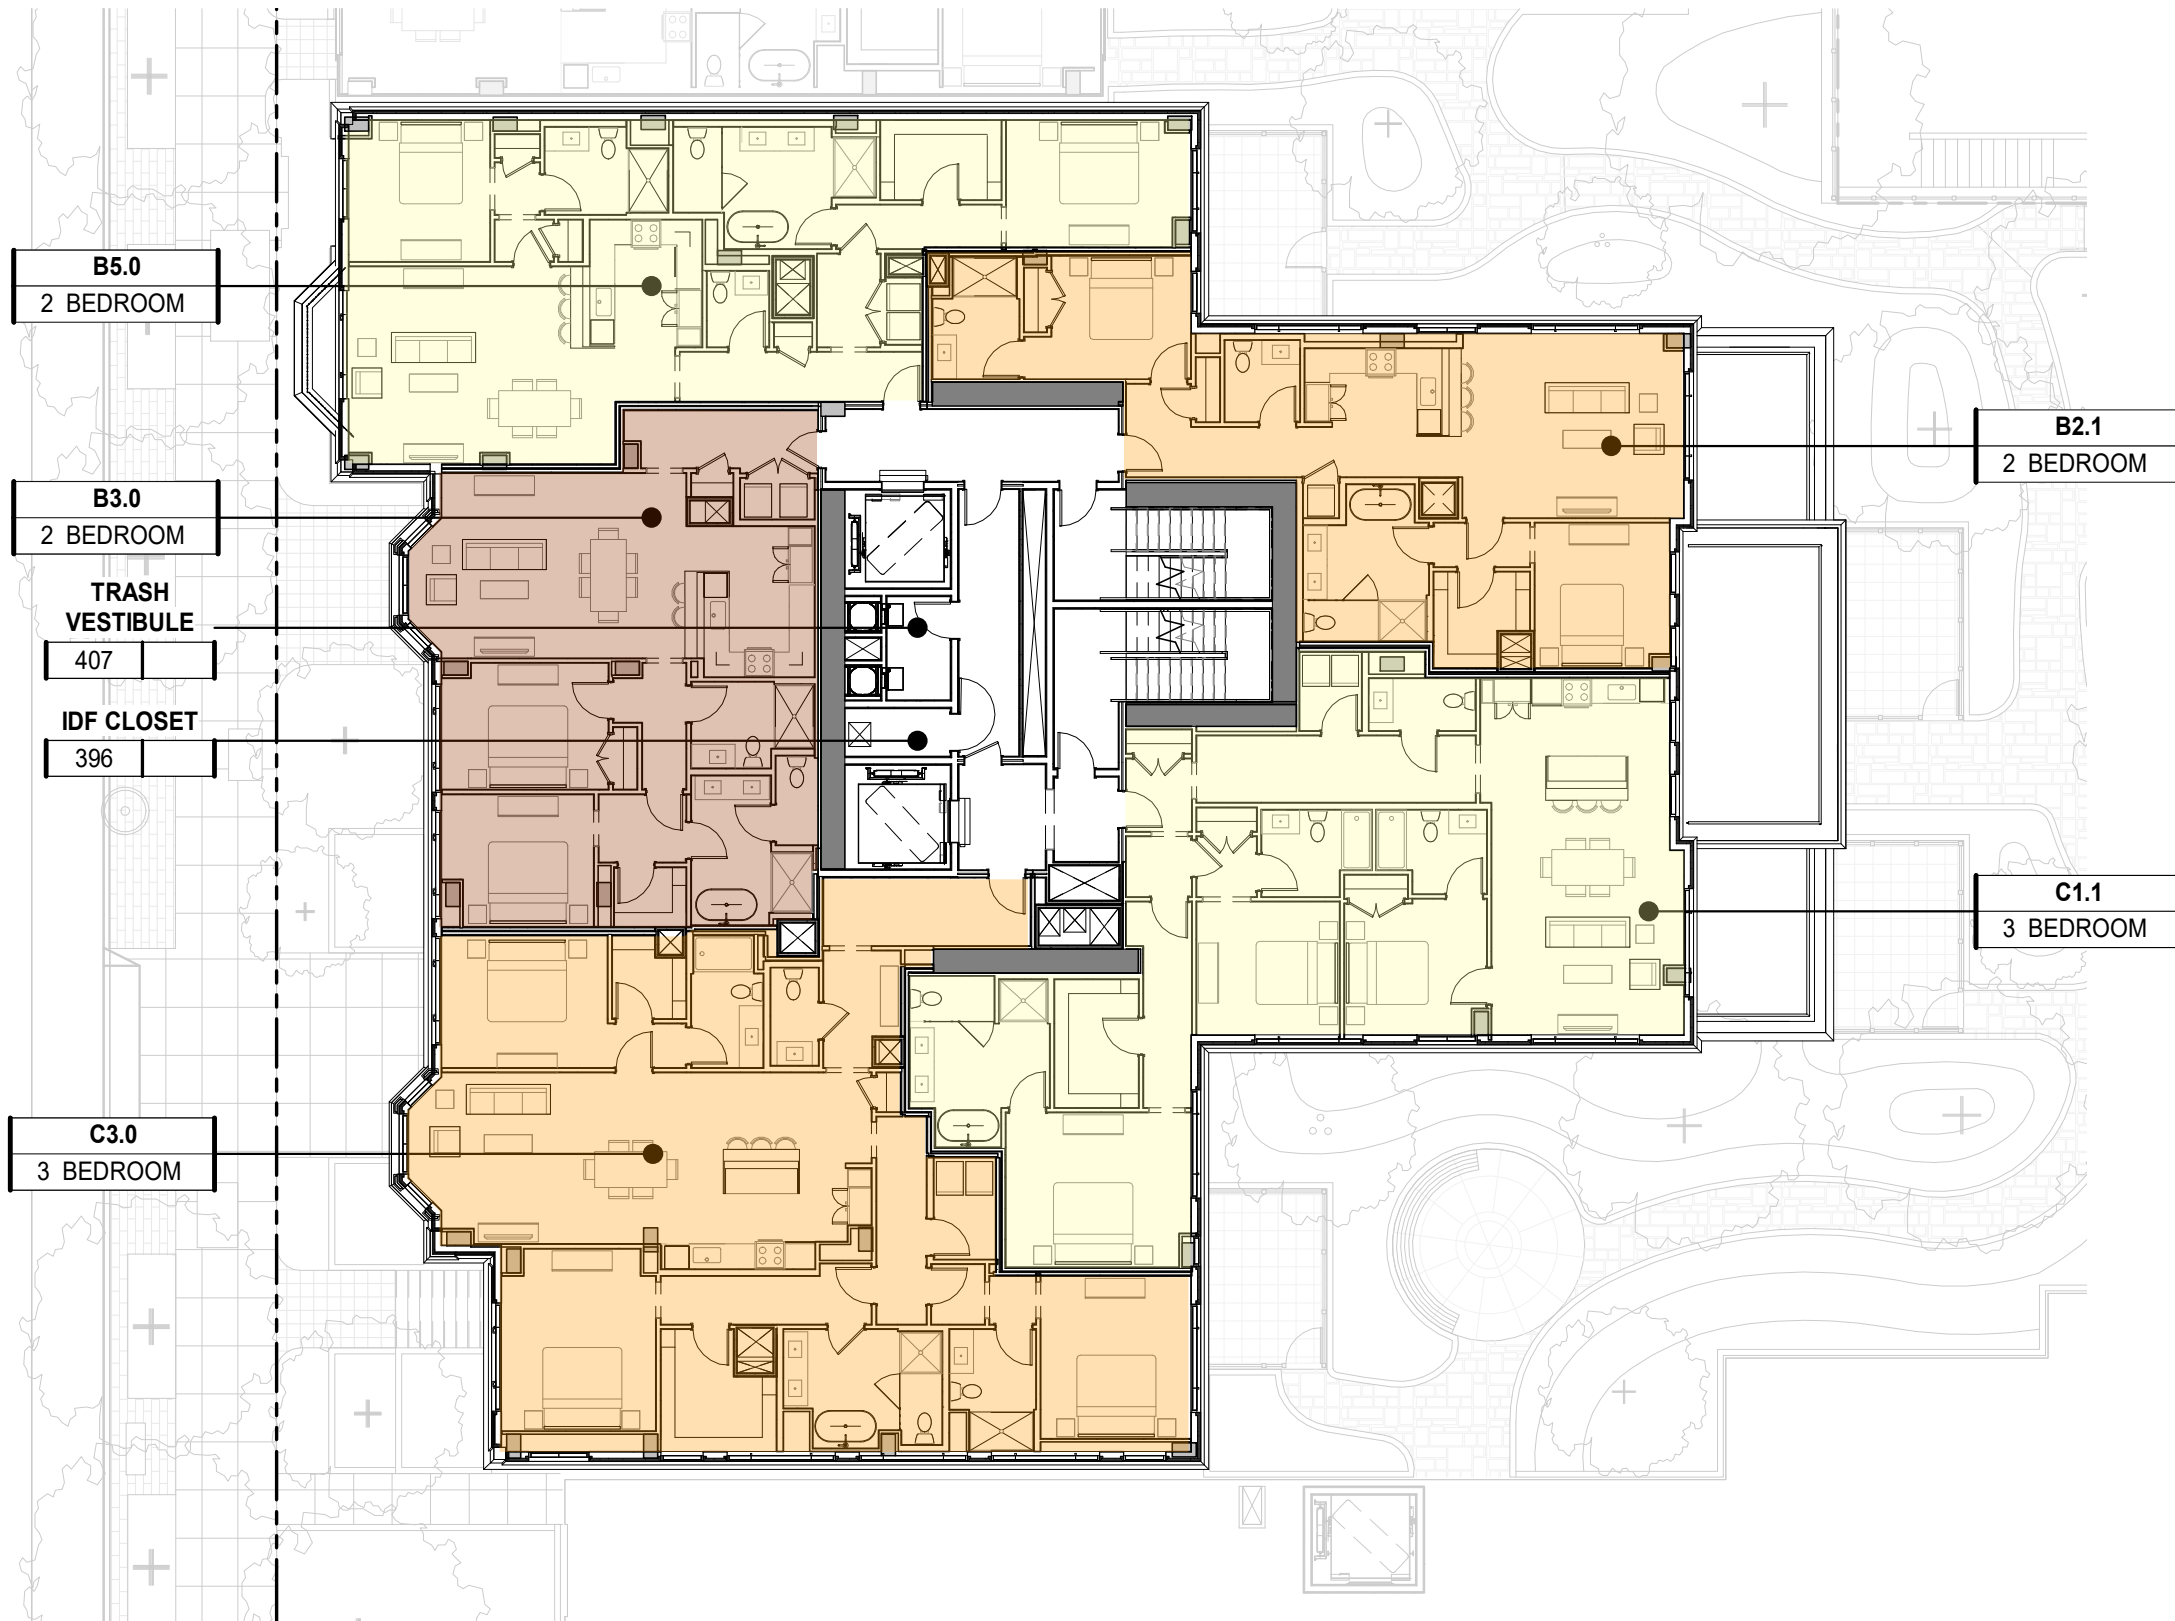 B5.0
2 BEDROOM
B2.1
2 BEDROOM
B3.0
2 BEDROOM
TRASH
VESTIBULE
407
IDF CLOSET
396
C1.1
3 BEDROOM
C3.0
3 BEDROOM